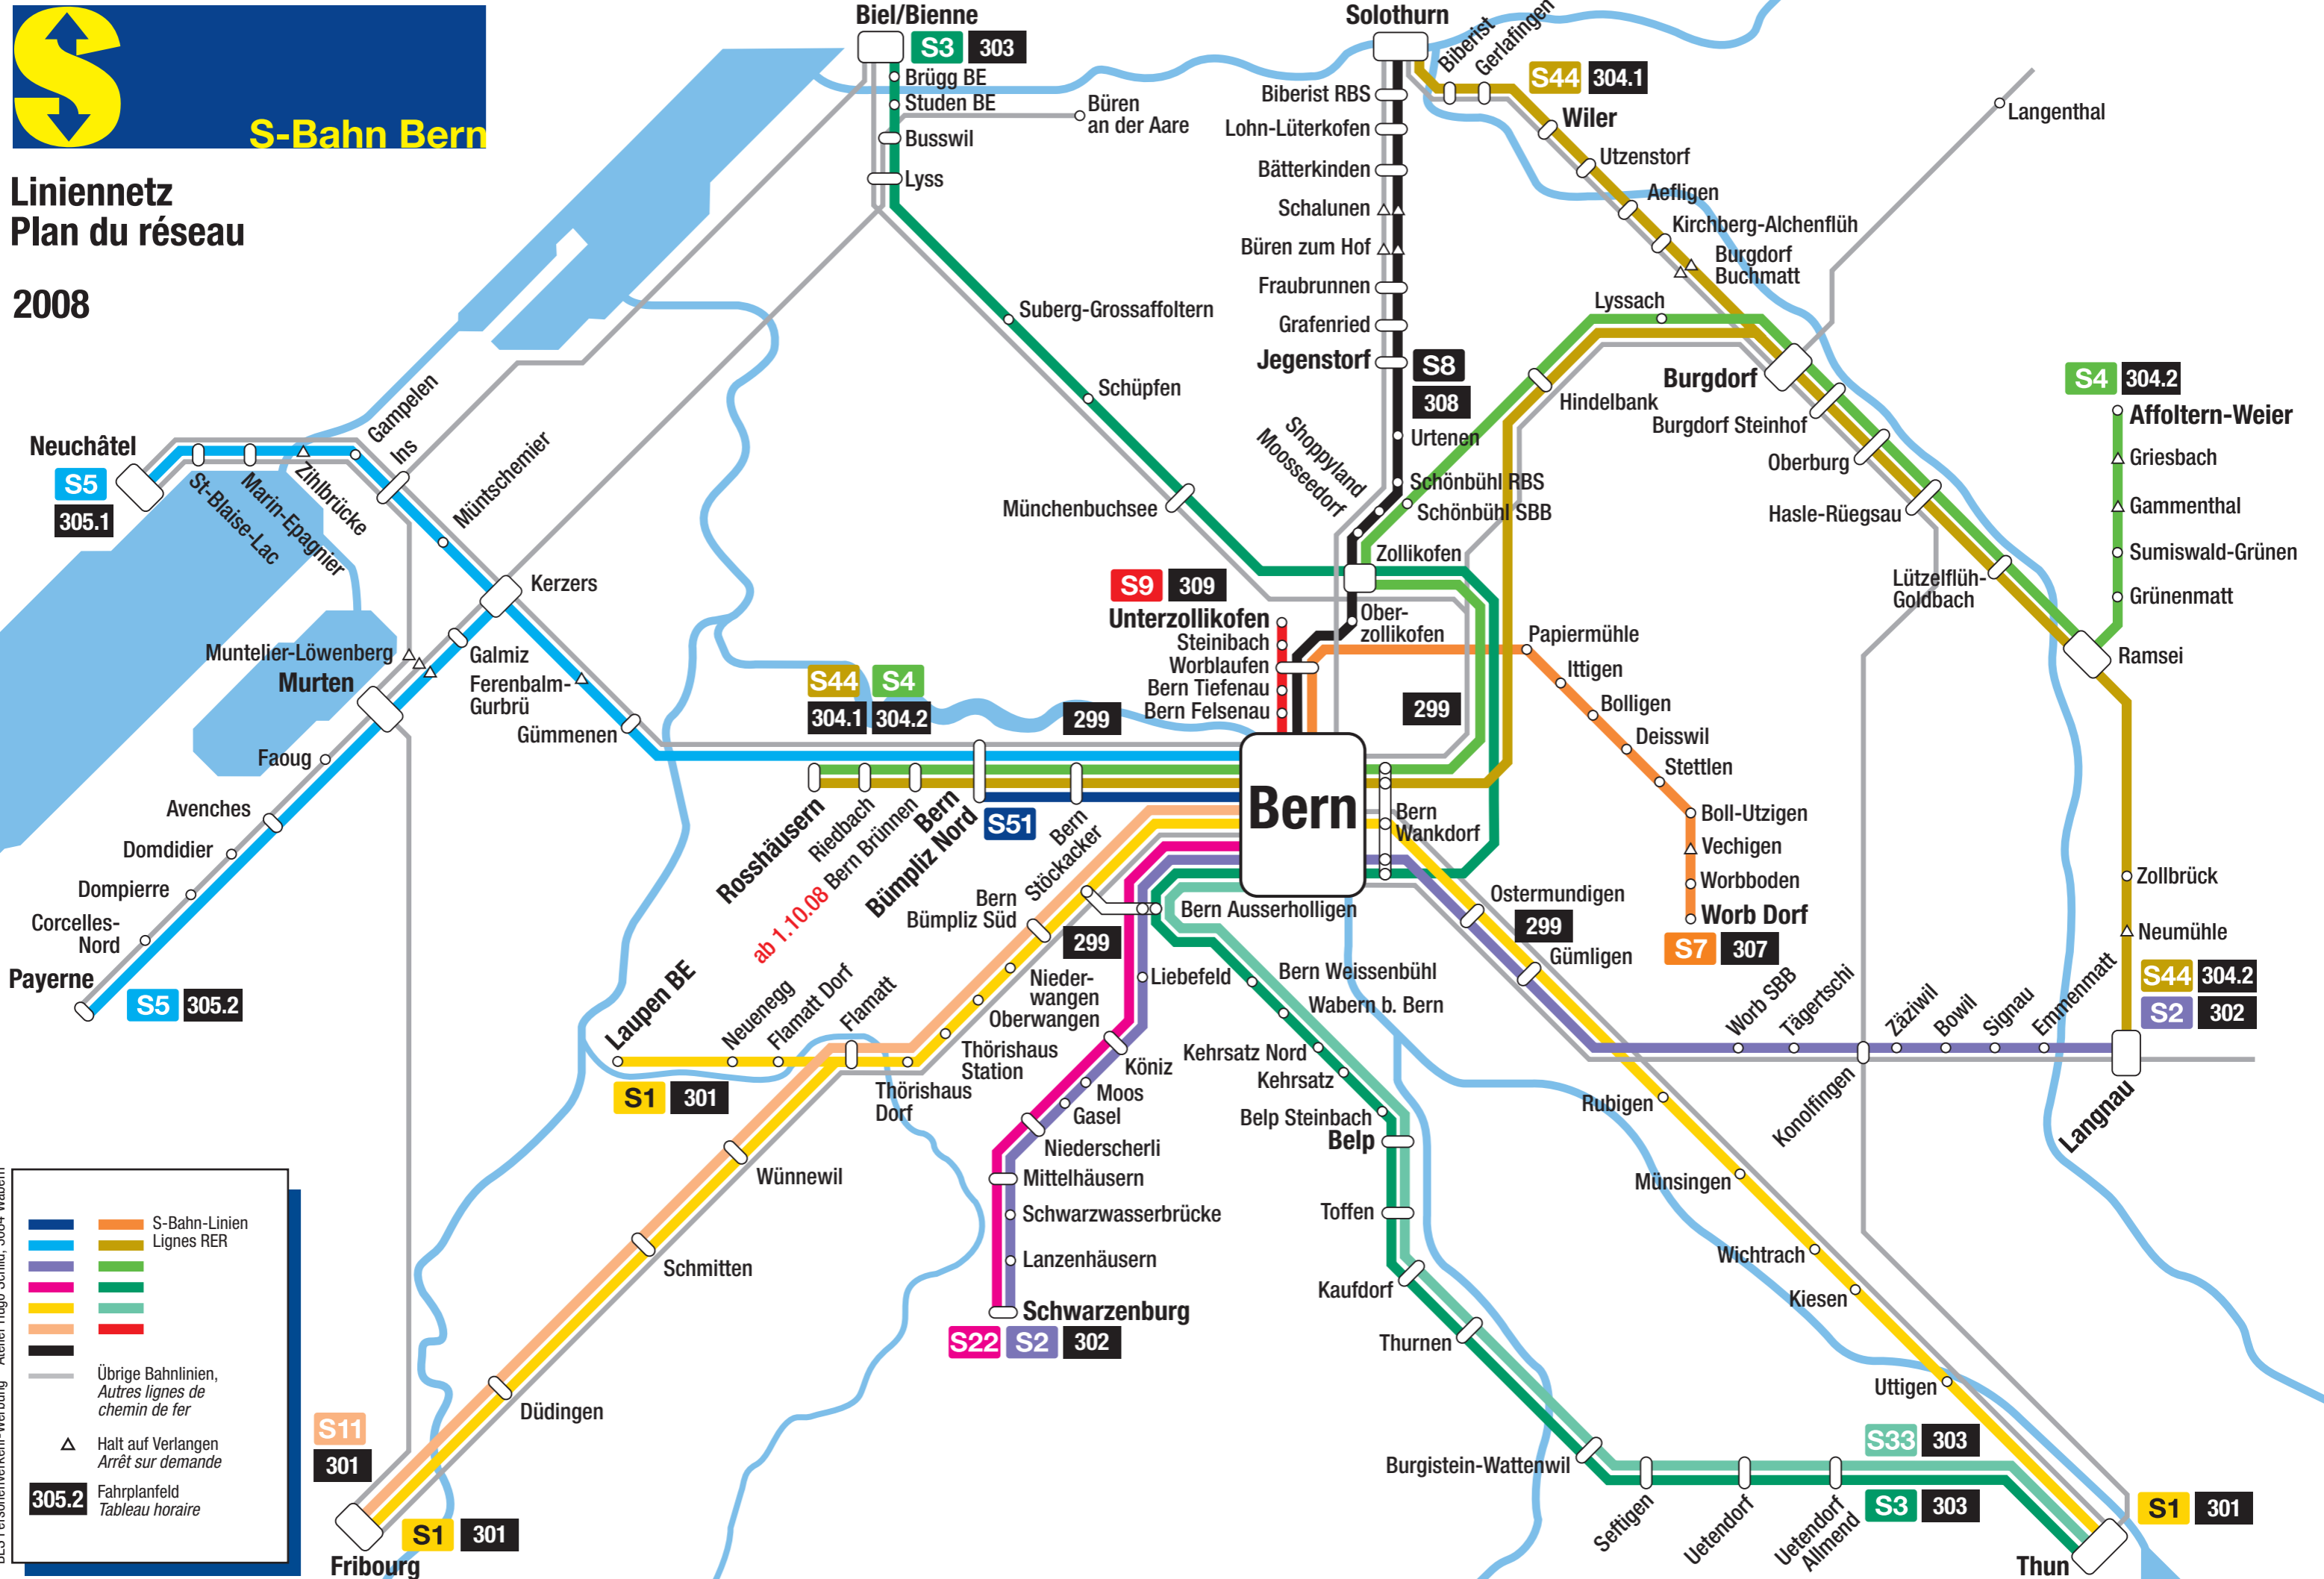 S-Bahn Bern
Liniennetz
Plan du réseau
2008
Biel/Bienne
S3 303
Brügg BE
Studen BE
Büren
an der Aare
Busswil
Lyss
Suberg-Grossaffoltern
Schüpfen
Münchenbuchsee
Solothurn
Biberist
Gerlafingen
S44 304.1
Wiler
Utzenstorf
Aefligen
Kirchberg-Alchenflüh
Burgdorf
Buchmatt
Langenthal
Biberist RBS
Lohn-Lüterkofen
Bätterkinden
Schalunen
Büren zum Hof
Fraubrunnen
Grafenried
Jegenstorf
S8
308
Urtenen
Shoppyland
Moosseedorf
Schönbühl RBS
Schönbühl SBB
Zollikofen
Lyssach
Hindelbank
Burgdorf
Burgdorf Steinhof
Oberburg
Hasle-Rüegsau
Lützelflüh-
Goldbach
S4 304.2
Affoltern-Weier
Griesbach
Gammenthal
Sumiswald-Grünen
Grünenmatt
Ramsei
Zollbrück
Neumühle
S44 304.2
S2 302
Langnau
Neuchâtel
S5
305.1
St-Blaise-Lac
Marin-Epagnier
Zihlbrücke
Gampelen
Ins
Müntschemier
Kerzers
Galmiz
Ferenbalm-
Gurbrü
Gümmenen
Muntelier-Löwenberg
Murten
Faoug
Avenches
Domdidier
Dompierre
Corcelles-
Nord
Payerne
S5 305.2
S9 309
Unterzollikofen
Steinibach
Worblaufen
Bern Tiefenau
Bern Felsenau
Ober-
zollikofen
Papiermühle
Ittigen
Bolligen
Deisswil
Stettlen
Boll-Utzigen
Vechigen
Worbboden
Worb Dorf
S7 307
S44 S4
304.1 304.2
299
299
Rosshäusern
Riedbach
ab 1.10.08 Bern Brünnen
Bern
Bümpliz Nord
S51
Bern
Stöckacker
Bern
Bern
Wankdorf
Bern
Bümpliz Süd
Bern Ausserholligen
299
Ostermundigen
299
Gümligen
Nieder-
wangen
Oberwangen
Thörishaus
Station
Thörishaus
Dorf
Laupen BE
Neuenegg
Flamatt Dorf
Flamatt
S1 301
Wünnewil
Schmitten
Düdingen
S11
301
S1 301
Fribourg
Liebefeld
Köniz
Moos
Gasel
Niederscherli
Mittelhäusern
Schwarzwasserbrücke
Lanzenhäusern
Schwarzenburg
S22 S2 302
Bern Weissenbühl
Wabern b. Bern
Kehrsatz Nord
Kehrsatz
Belp Steinbach
Belp
Toffen
Kaufdorf
Thurnen
Burgistein-Wattenwil
Seftigen
Uetendorf
Uetendorf
Allmend
S33 303
S3 303
Worb SBB
Tägertschi
Konolfingen
Zäziwil
Bowil
Signau
Emmenmatt
Rubigen
Münsingen
Wichtrach
Kiesen
Uttigen
S1 301
Thun
S-Bahn-Linien
Lignes RER
Übrige Bahnlinien,
Autres lignes de
chemin de fer
Halt auf Verlangen
Arrêt sur demande
305.2 Fahrplanfeld
Tableau horaire